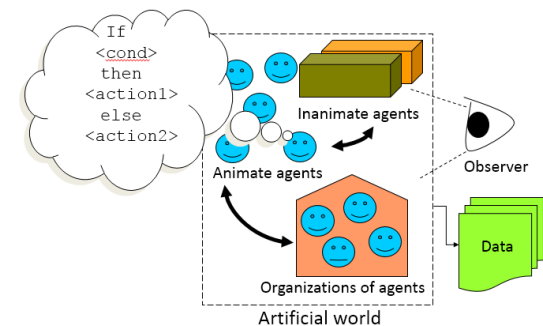 If
<cond>
then
<action1>
else
<action2>
Inanimate agents
Animate agents
Observer
Data
Organizations of agents
Artificial world